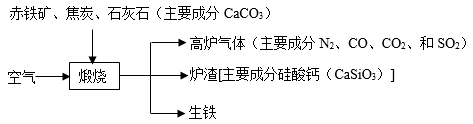 赤铁矿、焦炭、石灰石（主要成分 CaCO₃）
高炉气体（主要成分 N₂、CO、CO₂、和 SO₂）
空气
煅烧
炉渣[主要成分硅酸钙（CaSiO₃）]
生铁